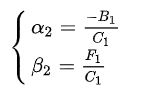 α₂ = −B₁/C₁
β₂ = F₁/C₁